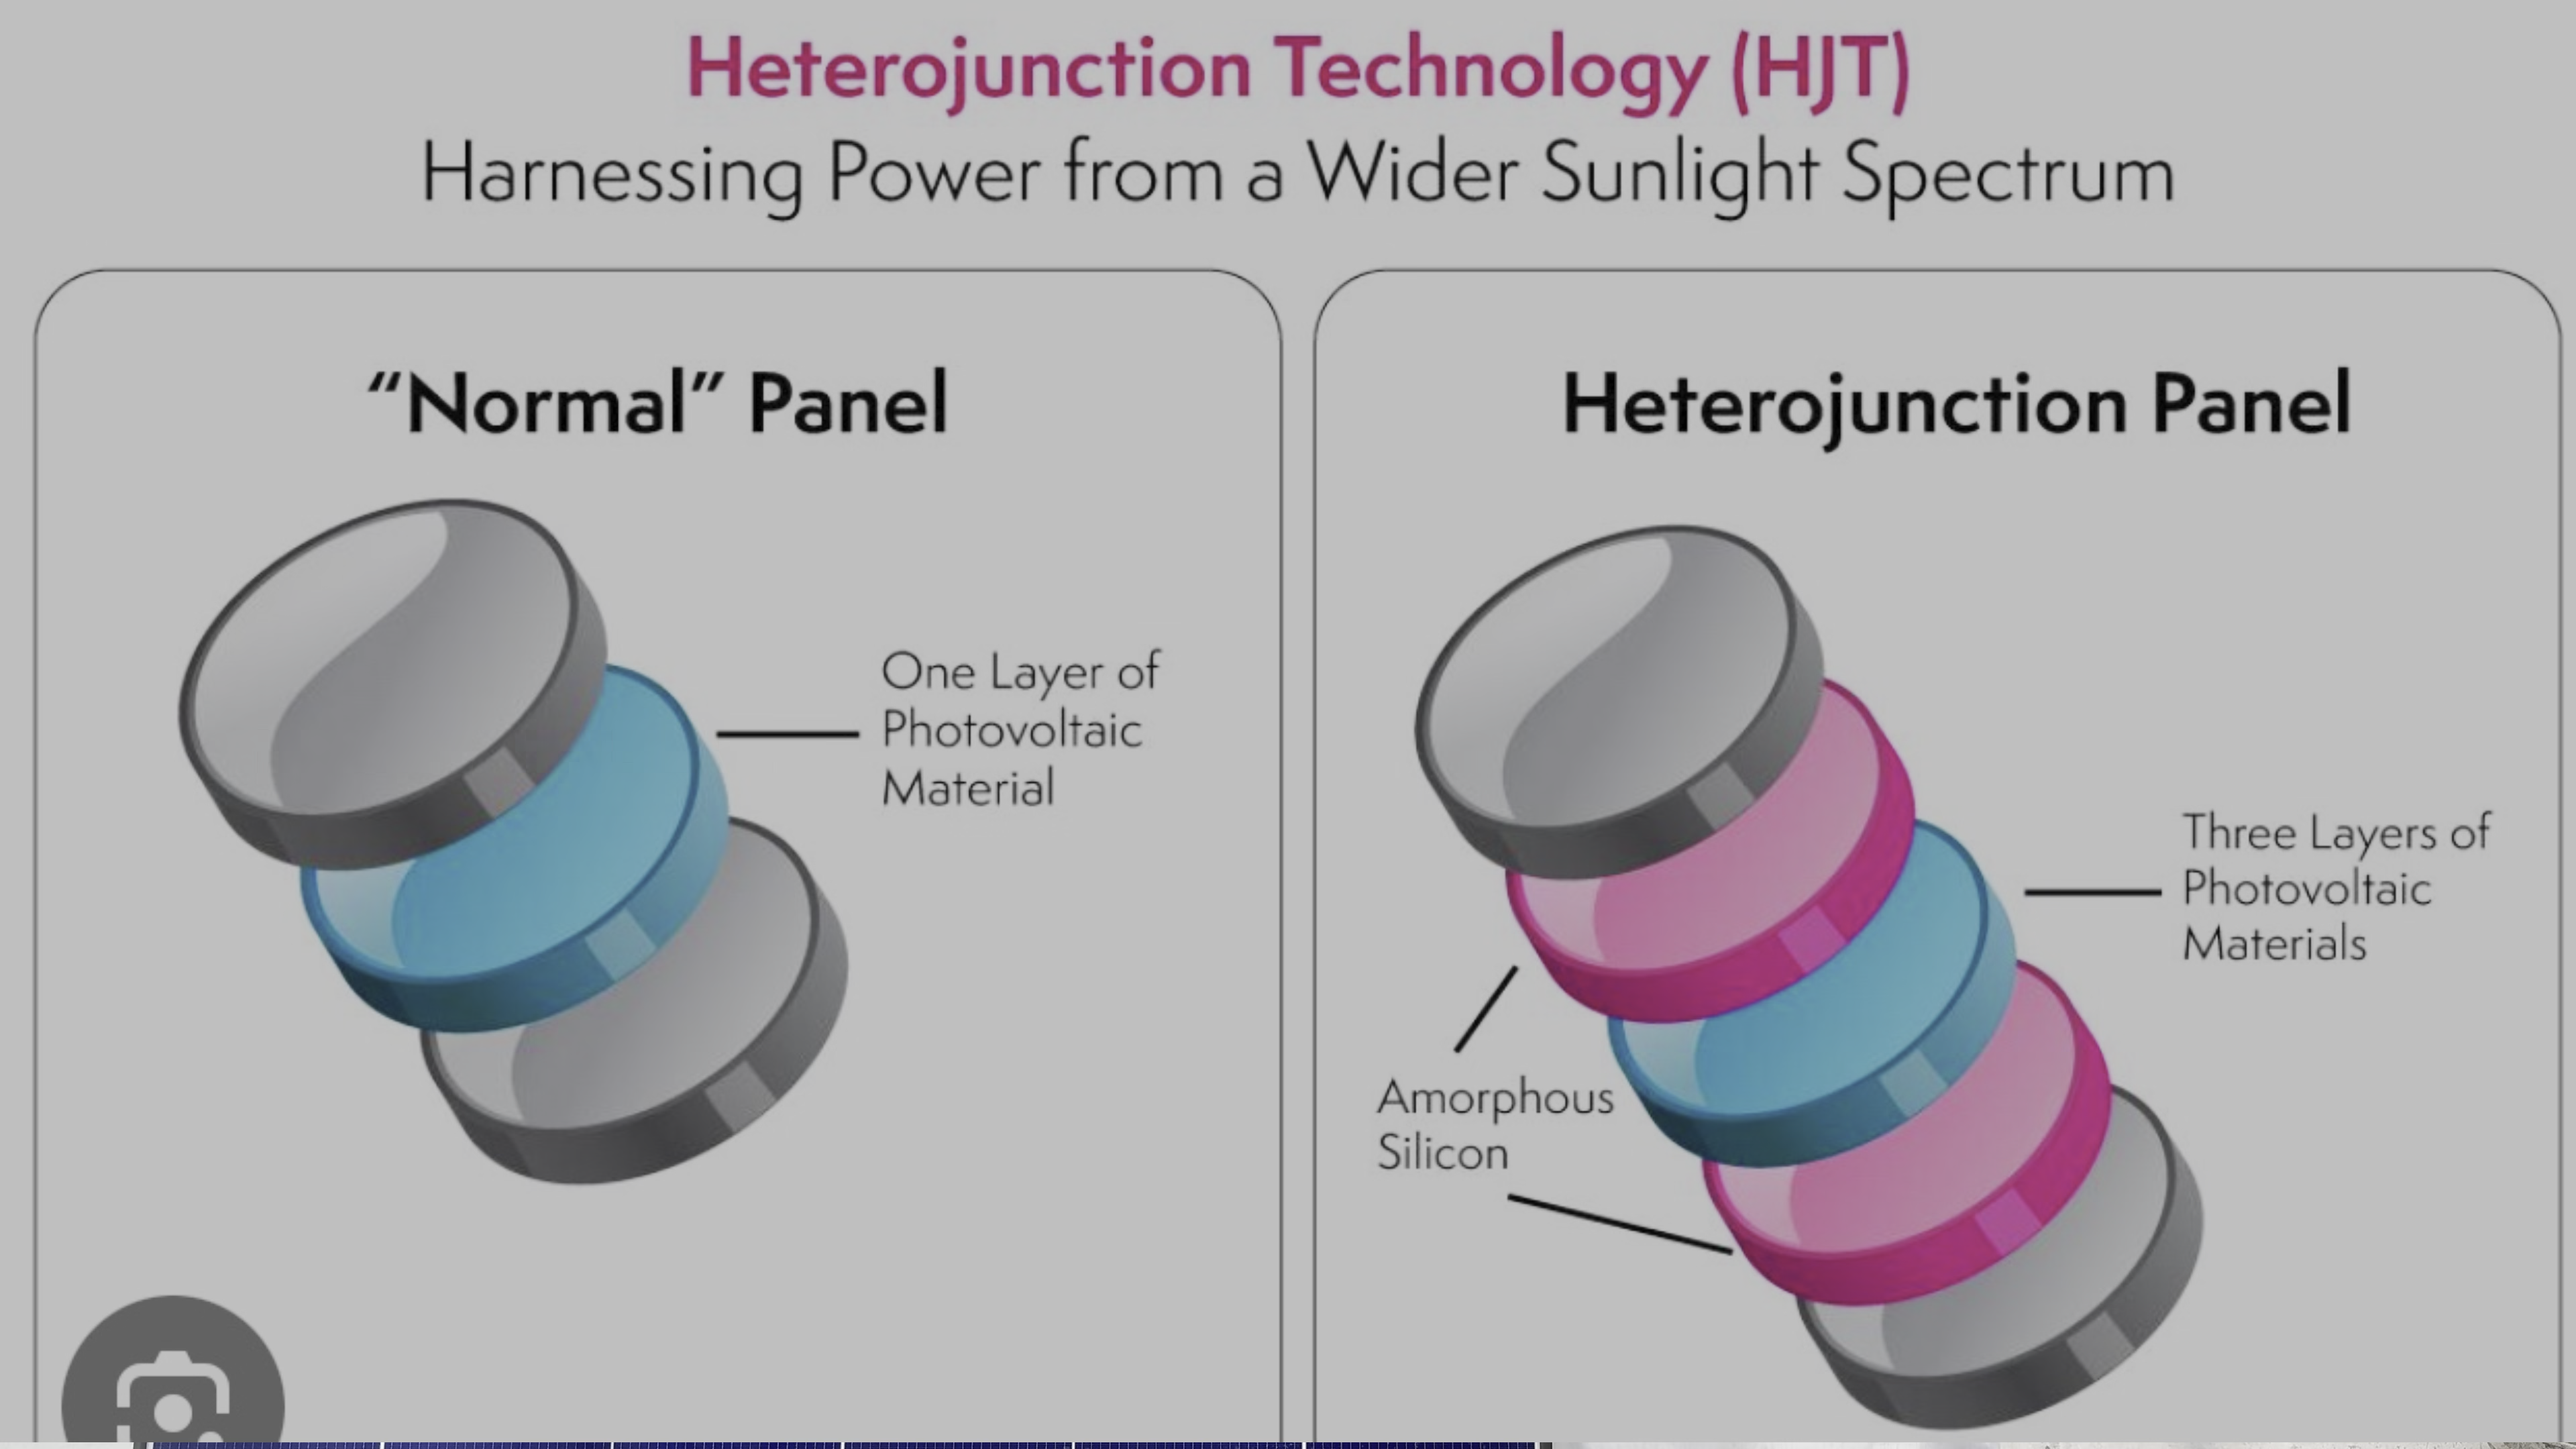 Heterojunction Technology (HJT)
Harnessing Power from a Wider Sunlight Spectrum
“Normal” Panel
One Layer of
Photovoltaic
Material
Heterojunction Panel
Three Layers of
Photovoltaic
Materials
Amorphous
Silicon